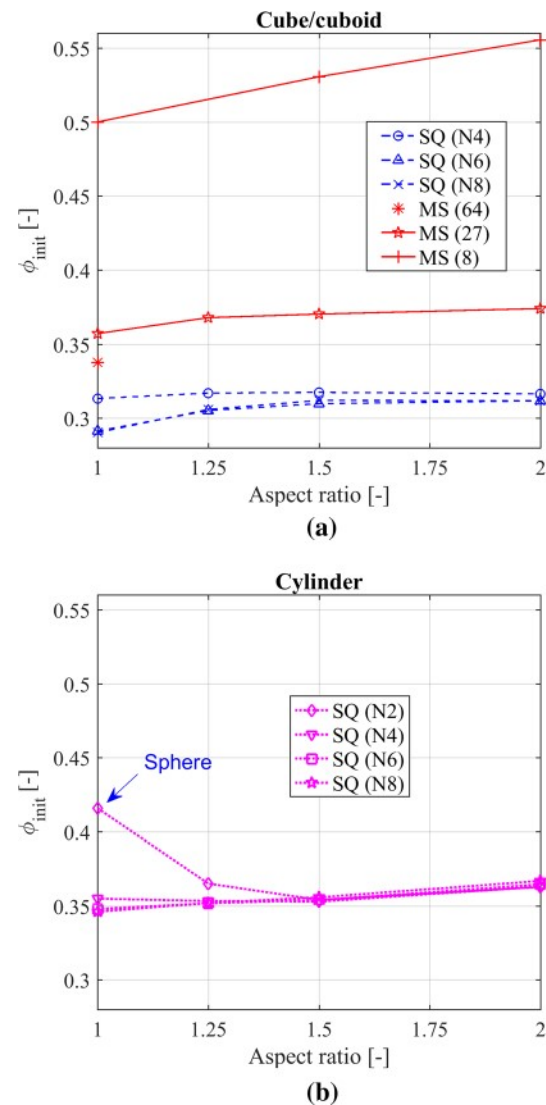 Cube/cuboid
0.55
0.5
0.45
0.4
0.35
0.3
ϕinit [-]
SQ (N4)
SQ (N6)
SQ (N8)
MS (64)
MS (27)
MS (8)
1 1.25 1.5 1.75 2
Aspect ratio [-]
(a)
Cylinder
0.55
0.5
0.45
0.4
0.35
0.3
ϕinit [-]
SQ (N2)
SQ (N4)
SQ (N6)
SQ (N8)
Sphere
1 1.25 1.5 1.75 2
Aspect ratio [-]
(b)